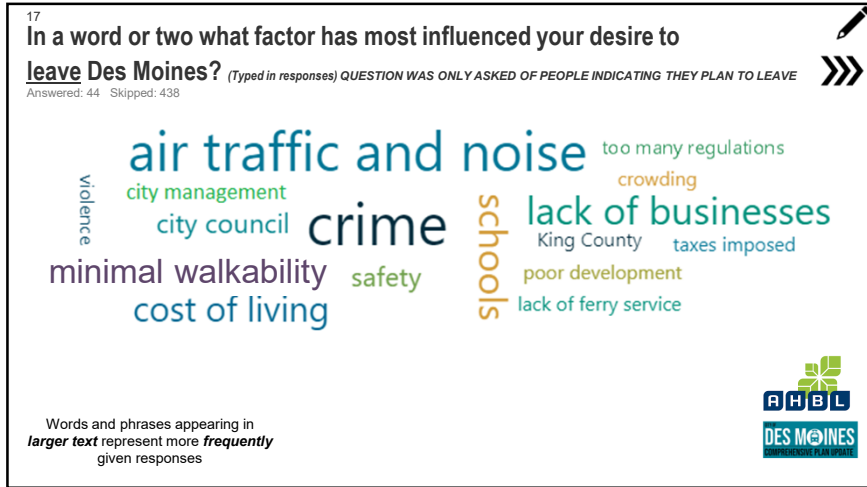 17
In a word or two what factor has most influenced your desire to
leave Des Moines? (Typed in responses) QUESTION WAS ONLY ASKED OF PEOPLE INDICATING THEY PLAN TO LEAVE
Answered: 44 Skipped: 438
air traffic and noise
too many regulations
violence
city management
crowding
city council
crime
schools
lack of businesses
King County
taxes imposed
minimal walkability
safety
poor development
cost of living
lack of ferry service
Words and phrases appearing in
larger text represent more frequently
given responses
AHBL
DES MOINES
COMPREHENSIVE PLAN UPDATE